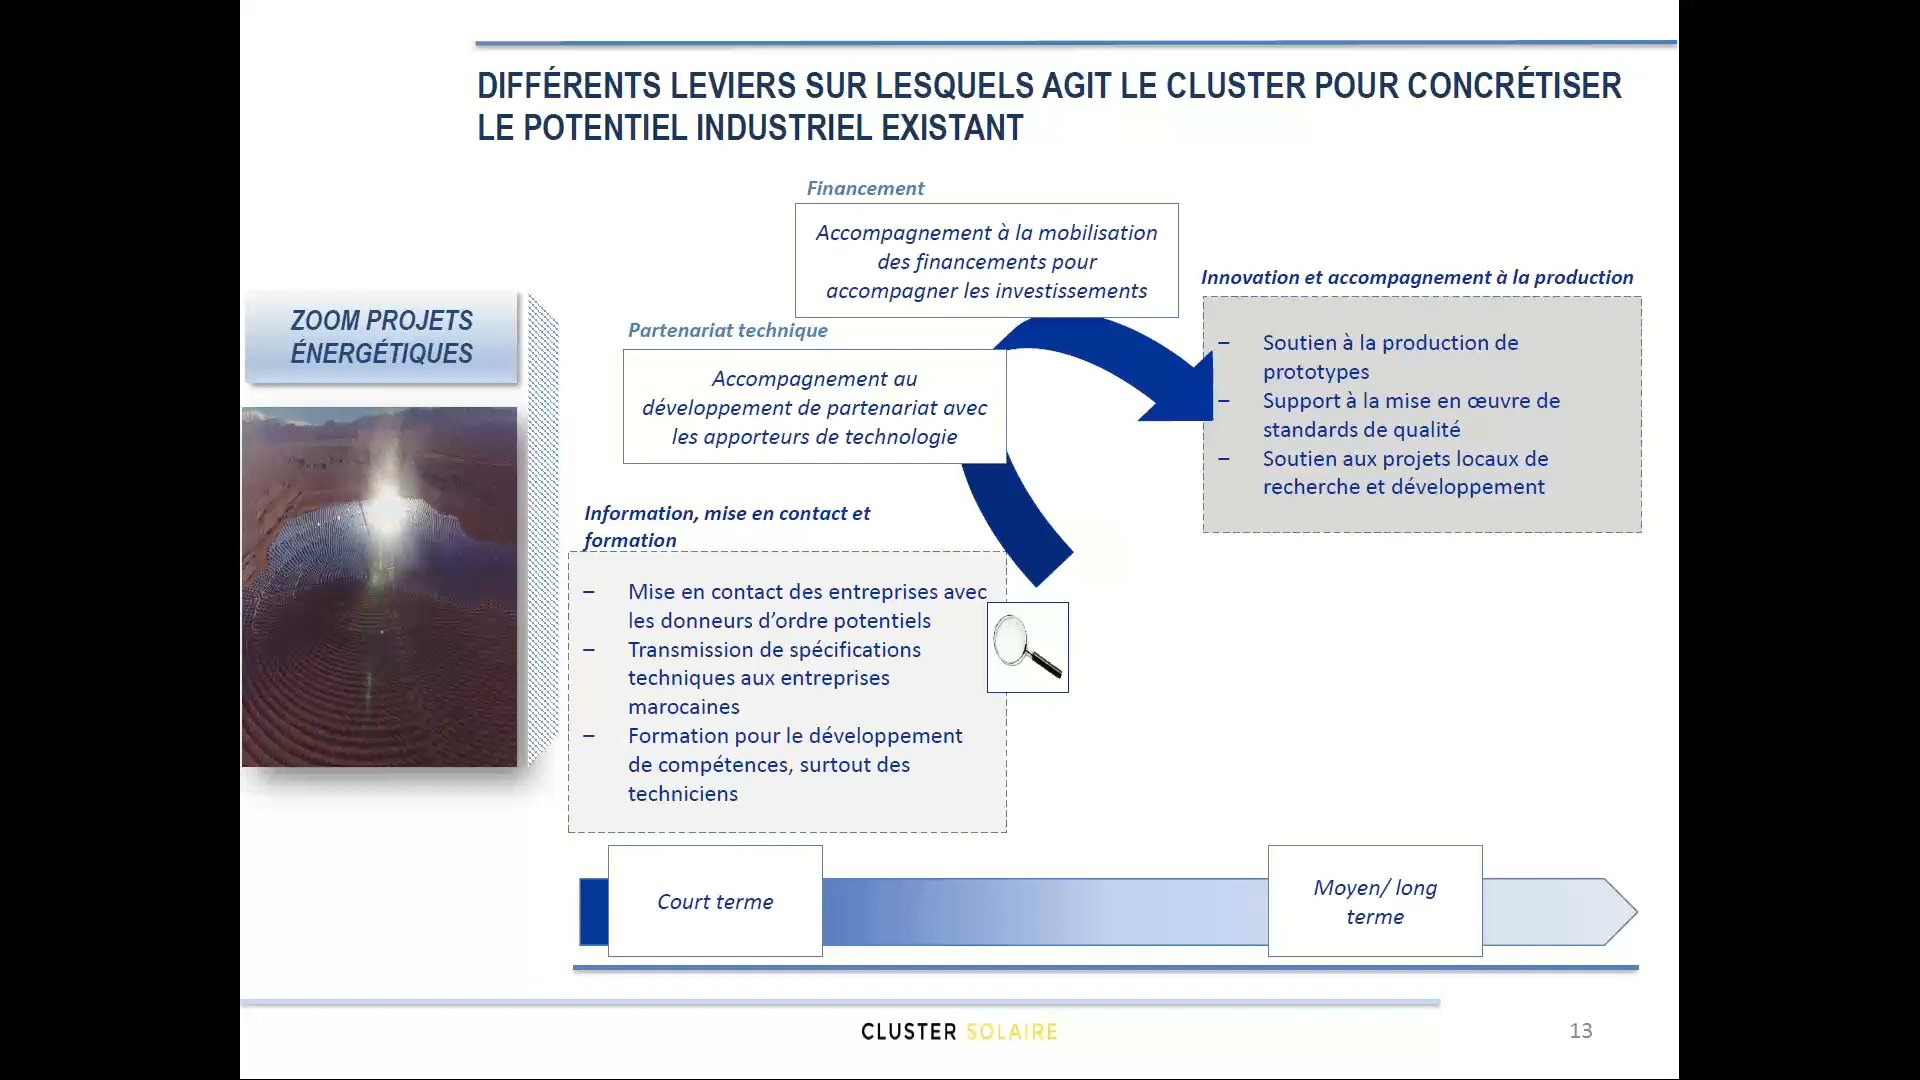 DIFFÉRENTS LEVIERS SUR LESQUELS AGIT LE CLUSTER POUR CONCRÉTISER
LE POTENTIEL INDUSTRIEL EXISTANT
Financement
Accompagnement à la mobilisation
des financements pour
accompagner les investissements
Innovation et accompagnement à la production
– Soutien à la production de
prototypes
– Support à la mise en œuvre de
standards de qualité
– Soutien aux projets locaux de
recherche et développement
ZOOM PROJETS
ÉNERGÉTIQUES
Partenariat technique
Accompagnement au
développement de partenariat avec
les apporteurs de technologie
Information, mise en contact et
formation
– Mise en contact des entreprises avec
les donneurs d’ordre potentiels
– Transmission de spécifications
techniques aux entreprises
marocaines
– Formation pour le développement
de compétences, surtout des
techniciens
Court terme
Moyen/ long
terme
CLUSTER SOLAIRE
13